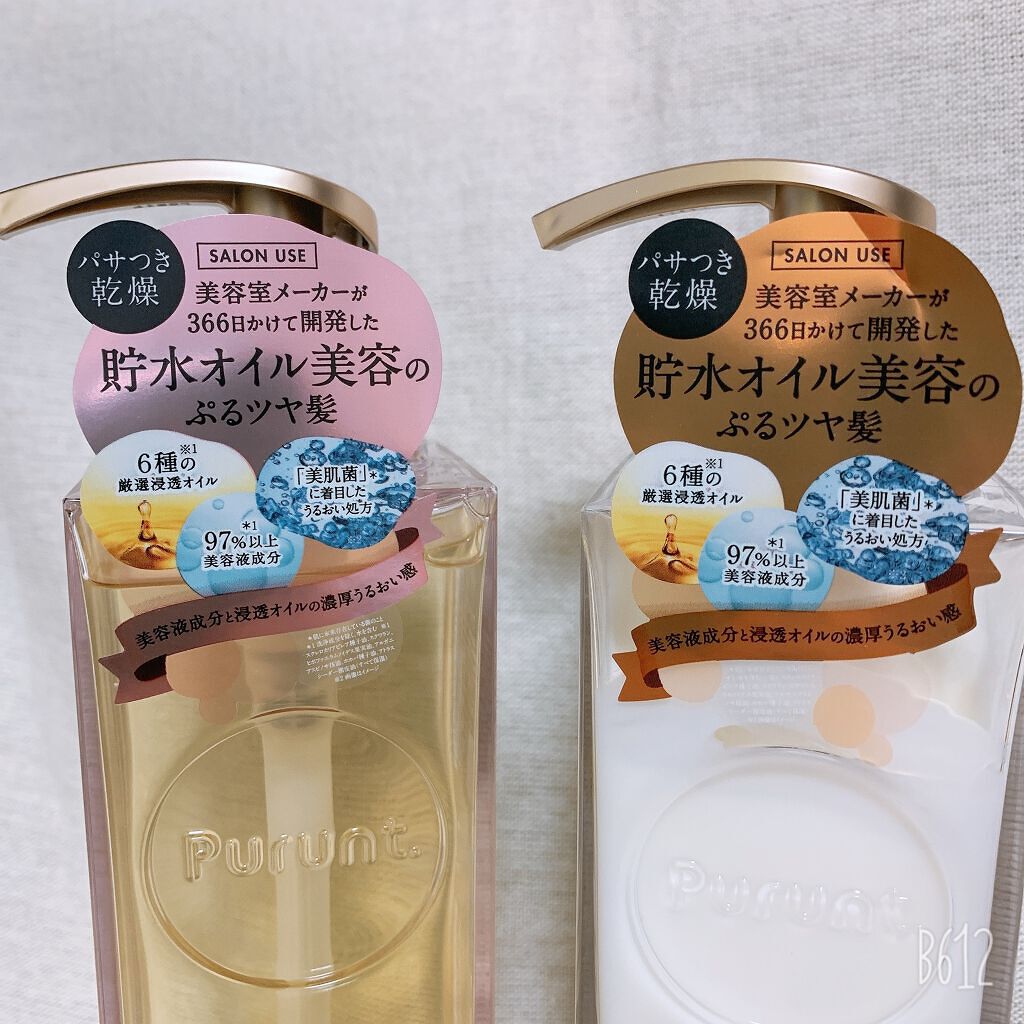 パサつき
乾燥
SALON USE
美容室メーカーが
366日かけて開発した
貯水オイル美容の
ぷるツヤ髪
6種の※1
厳選浸透オイル
「美肌菌」*
に着目した
うるおい処方
*1
97%以上
美容液成分
美容液成分と浸透オイルの濃厚うるおい感
Purunt.
パサつき
乾燥
SALON USE
美容室メーカーが
366日かけて開発した
貯水オイル美容の
ぷるツヤ髪
6種の※1
厳選浸透オイル
「美肌菌」*
に着目した
うるおい処方
*1
97%以上
美容液成分
美容液成分と浸透オイルの濃厚うるおい感
Purunt.
B612